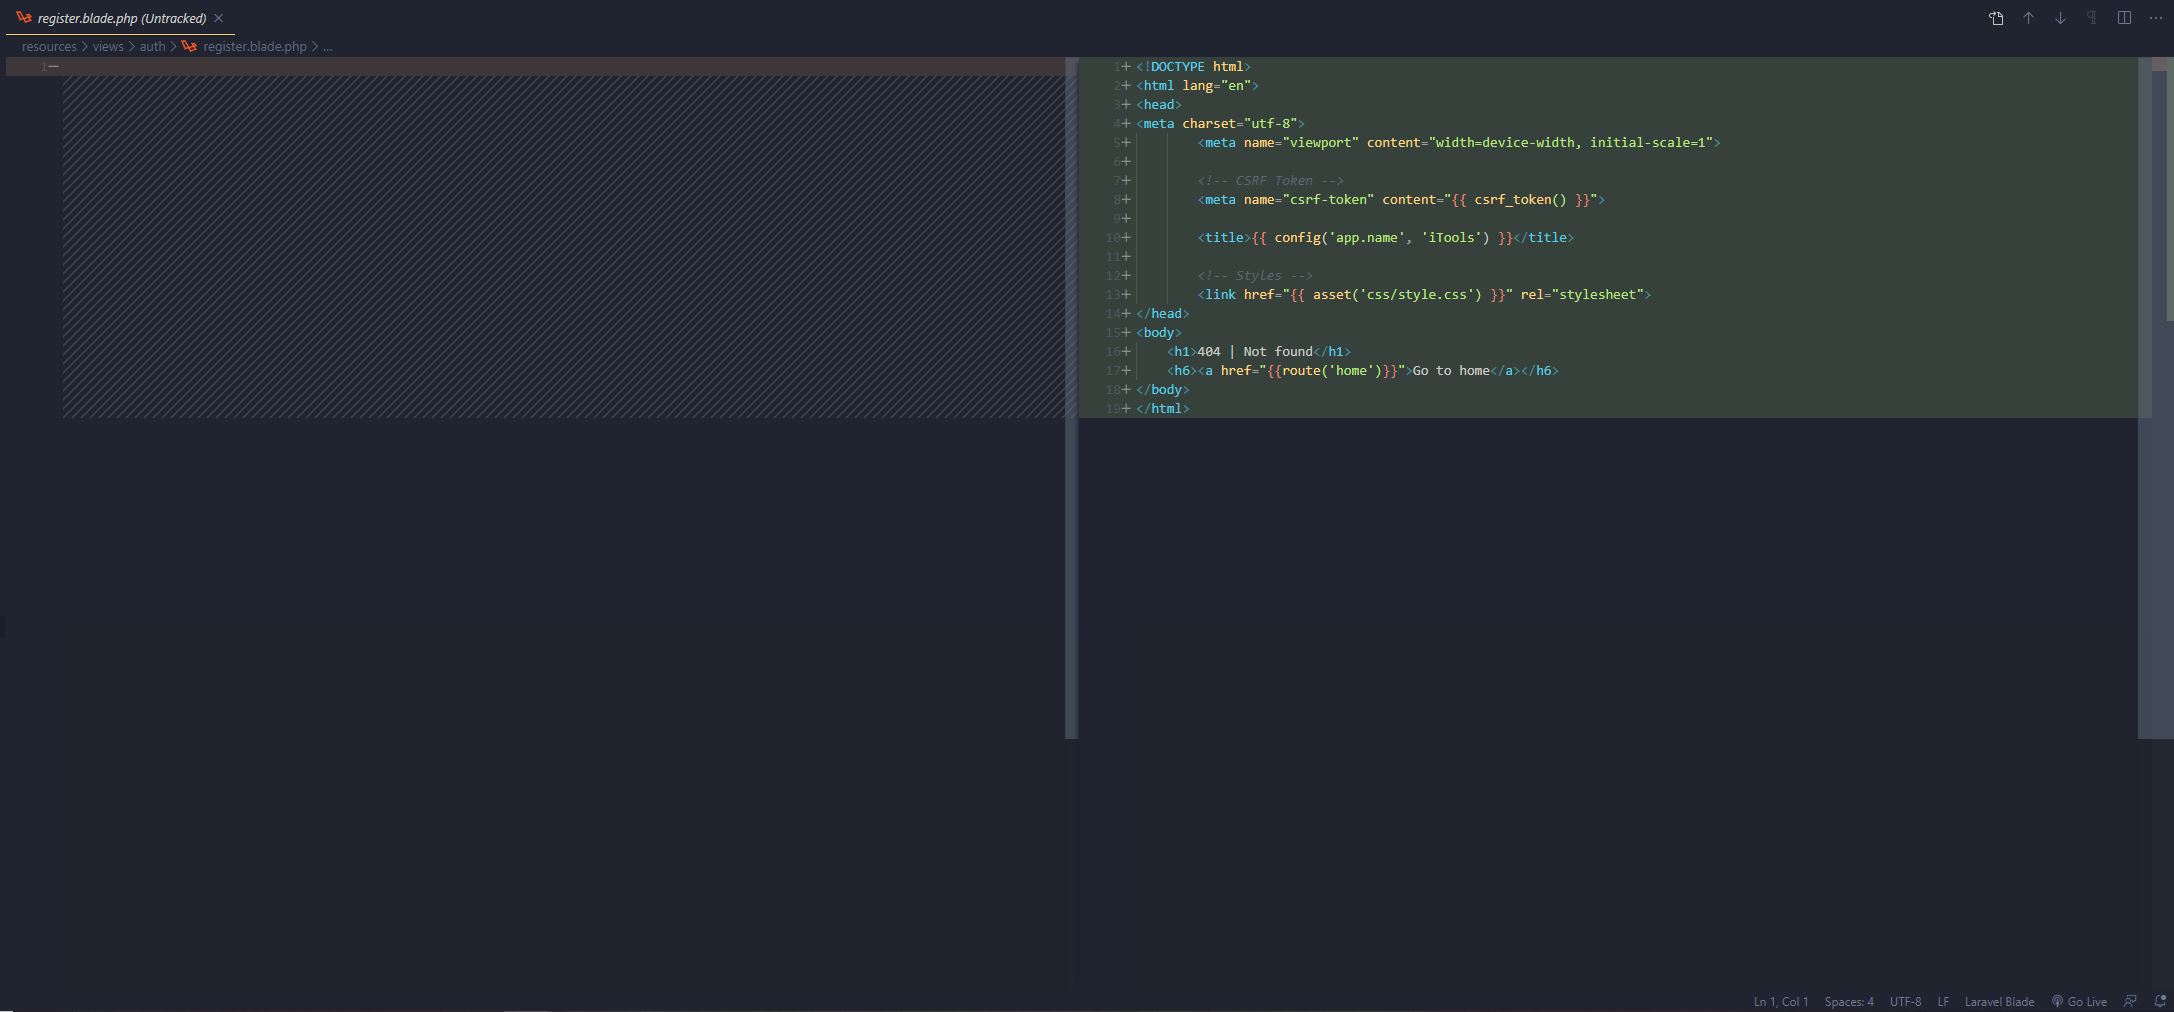 register.blade.php (Untracked)
resources > views > auth > register.blade.php > ...
1—
1+ <!DOCTYPE html>
2+ <html lang="en">
3+ <head>
4+ <meta charset="utf-8">
5+ <meta name="viewport" content="width=device-width, initial-scale=1">
6+
7+ <!-- CSRF Token -->
8+ <meta name="csrf-token" content="{{ csrf_token() }}">
9+
10+ <title>{{ config('app.name', 'iTools') }}</title>
11+
12+ <!-- Styles -->
13+ <link href="{{ asset('css/style.css') }}" rel="stylesheet">
14+ </head>
15+ <body>
16+ <h1>404 | Not found</h1>
17+ <h6><a href="{{route('home')}}">Go to home</a></h6>
18+ </body>
19+ </html>
Ln 1, Col 1 Spaces: 4 UTF-8 LF Laravel Blade Go Live